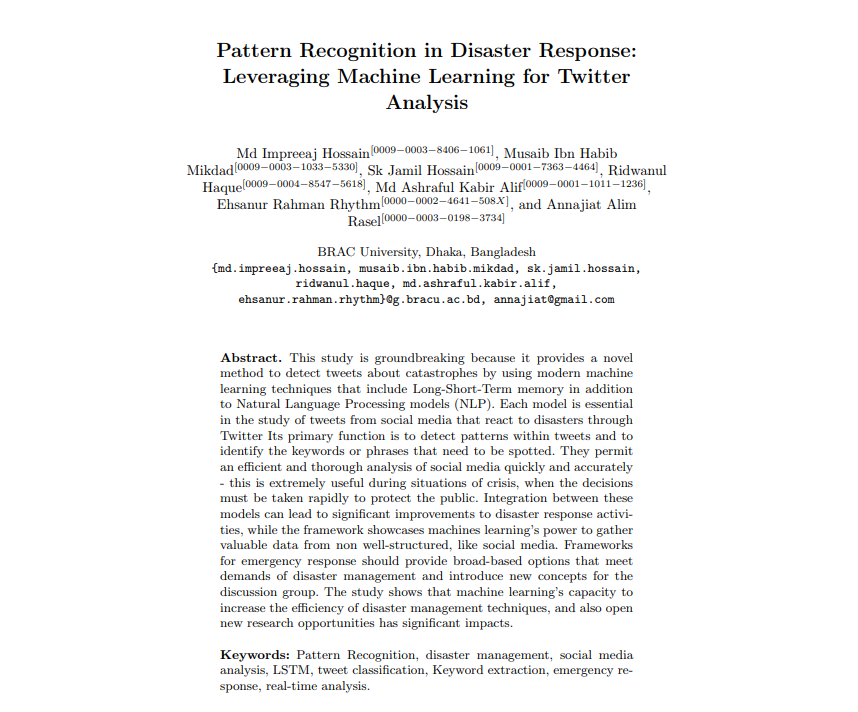 Pattern Recognition in Disaster Response:
Leveraging Machine Learning for Twitter
Analysis
Md Impreeaj Hossain[0009−0003−8406−1061], Musaib Ibn Habib
Mikdad[0009−0003−1033−5330], Sk Jamil Hossain[0009−0001−7363−4464], Ridwanul
Haque[0009−0004−8547−5618], Md Ashraful Kabir Alif[0009−0001−1011−1236],
Ehsanur Rahman Rhythm[0000−0002−4641−508X], and Annajiat Alim
Rasel[0000−0003−0198−3734]
BRAC University, Dhaka, Bangladesh
{md.impreeaj.hossain, musaib.ibn.habib.mikdad, sk.jamil.hossain,
ridwanul.haque, md.ashraful.kabir.alif,
ehsanur.rahman.rhythm}@g.bracu.ac.bd, annajiat@gmail.com
Abstract. This study is groundbreaking because it provides a novel
method to detect tweets about catastrophes by using modern machine
learning techniques that include Long-Short-Term memory in addition
to Natural Language Processing models (NLP). Each model is essential
in the study of tweets from social media that react to disasters through
Twitter Its primary function is to detect patterns within tweets and to
identify the keywords or phrases that need to be spotted. They permit
an efficient and thorough analysis of social media quickly and accurately
- this is extremely useful during situations of crisis, when the decisions
must be taken rapidly to protect the public. Integration between these
models can lead to significant improvements to disaster response activi-
ties, while the framework showcases machines learning's power to gather
valuable data from non well-structured, like social media. Frameworks
for emergency response should provide broad-based options that meet
demands of disaster management and introduce new concepts for the
discussion group. The study shows that machine learning's capacity to
increase the efficiency of disaster management techniques, and also open
new research opportunities has significant impacts.
Keywords: Pattern Recognition, disaster management, social media
analysis, LSTM, tweet classification, Keyword extraction, emergency re-
sponse, real-time analysis.